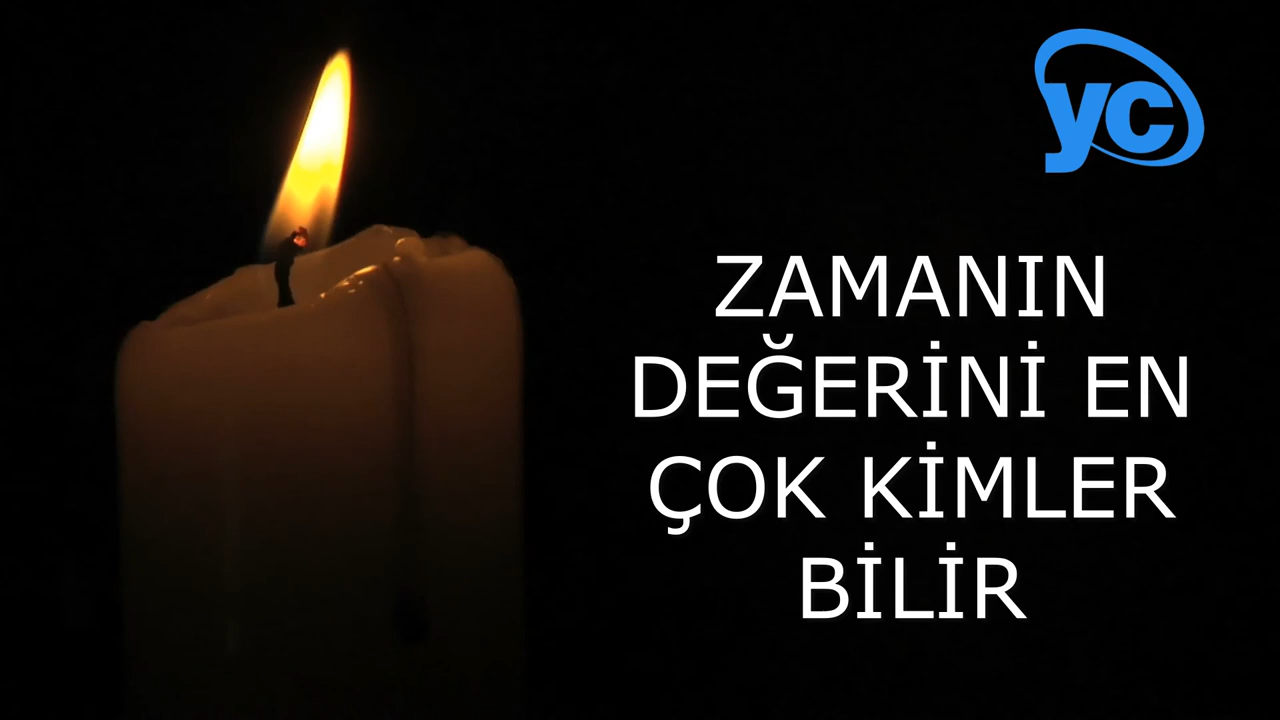 yc
ZAMANIN
DEĞERİNİ EN
ÇOK KİMLER
BİLİR